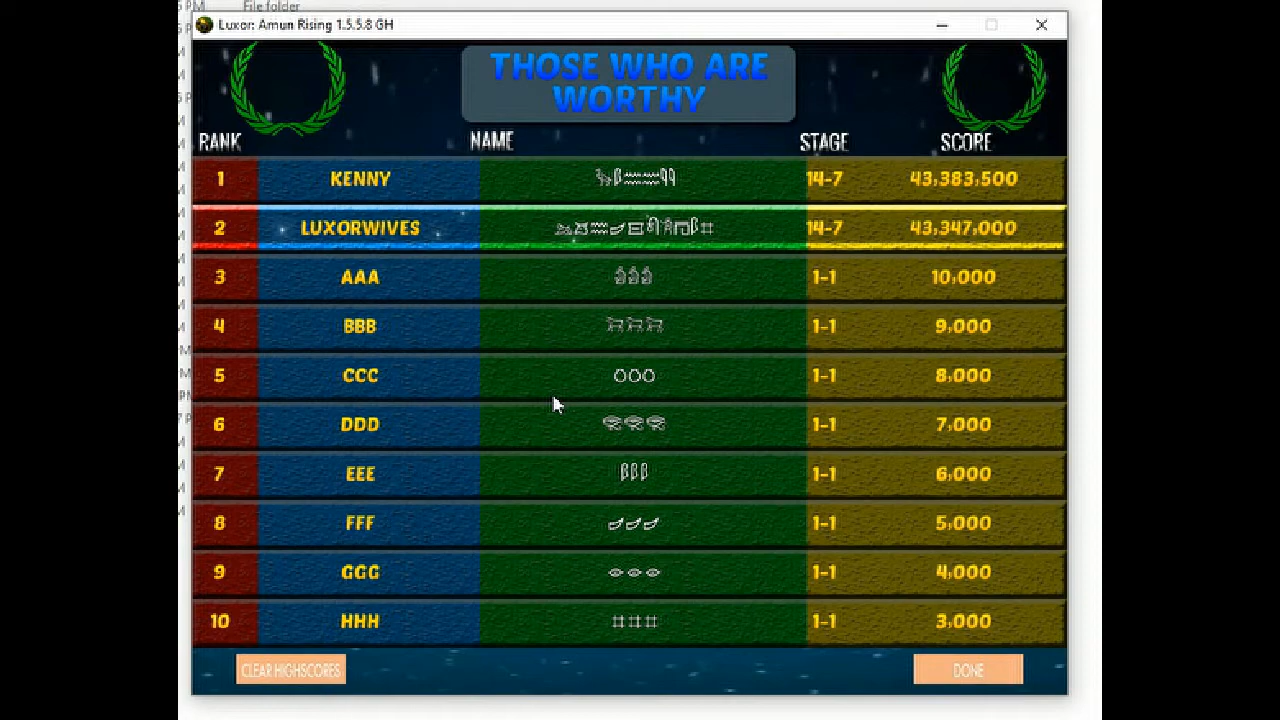 PM File folder
Luxor: Amun Rising 1.5.5.8 GH
THOSE WHO ARE
WORTHY
RANK NAME STAGE SCORE
1 KENNY 14-7 43,383,500
2 LUXORWIVES 14-7 43,347,000
3 AAA 1-1 10,000
4 BBB 1-1 9,000
5 CCC 1-1 8,000
6 DDD 1-1 7,000
7 EEE 1-1 6,000
8 FFF 1-1 5,000
9 GGG 1-1 4,000
10 HHH 1-1 3,000
CLEAR HIGHSCORES DONE